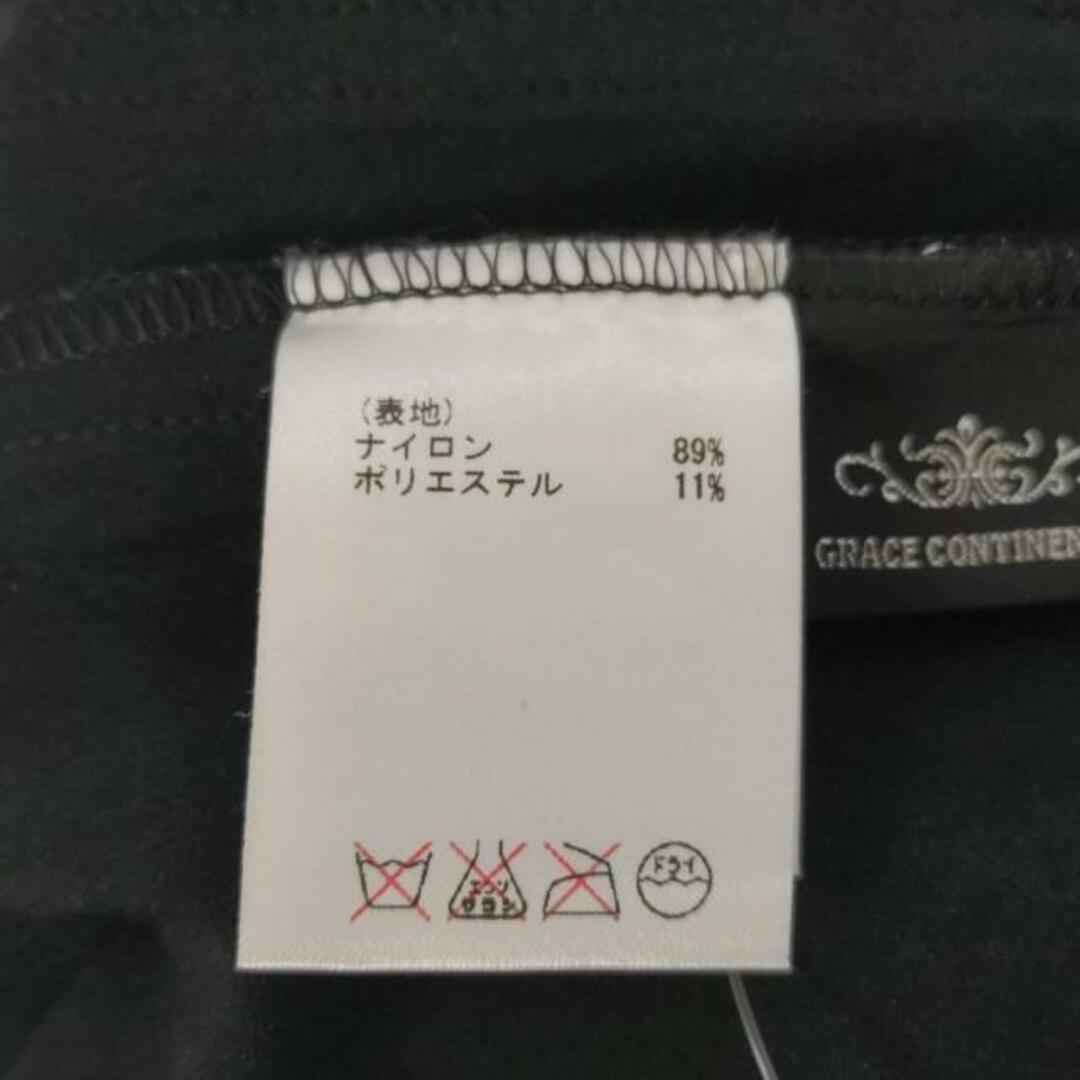 (表地)
ナイロン 89%
ポリエステル 11%
GRACE CONTINEN
エンソ
サラシ
ドライ